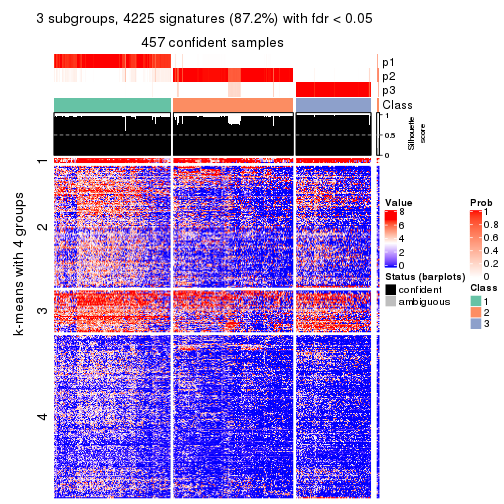 3 subgroups, 4225 signatures (87.2%) with fdr < 0.05
457 confident samples
p1
p2
p3
Class
1
0.5
0
Silhouette
score
k-means with 4 groups
1
2
3
4
Value
8
6
4
2
0
Status (barplots)
confident
ambiguous
Prob
1
0.8
0.6
0.4
0.2
0
Class
1
2
3